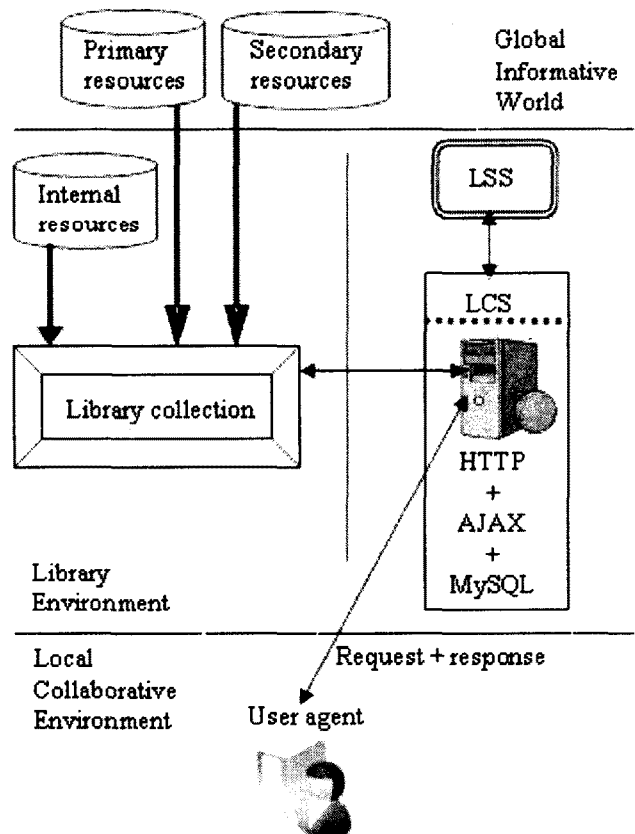 Primary
resources
Secondary
resources
Global
Informative
World
Internal
resources
LSS
LCS
Library collection
HTTP
+
AJAX
+
MySQL
Library
Environment
Local
Collaborative
Environment
Request + response
User agent